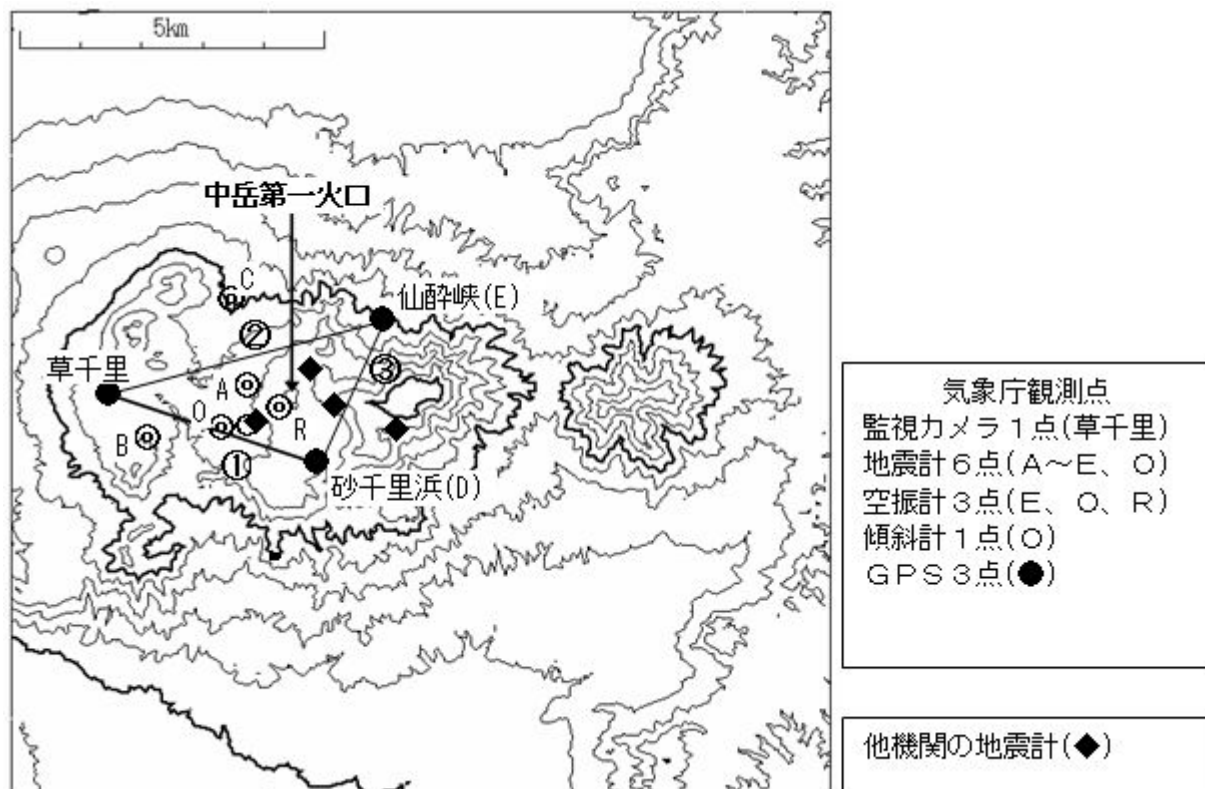 5km
中岳第一火口
C
仙酔峡(E)
②
③
草千里
A
O
R
B
①
砂千里浜(D)
気象庁観測点
監視カメラ1点(草千里)
地震計6点(A～E、O)
空振計3点(E、O、R)
傾斜計1点(O)
GPS3点(●)
他機関の地震計(◆)